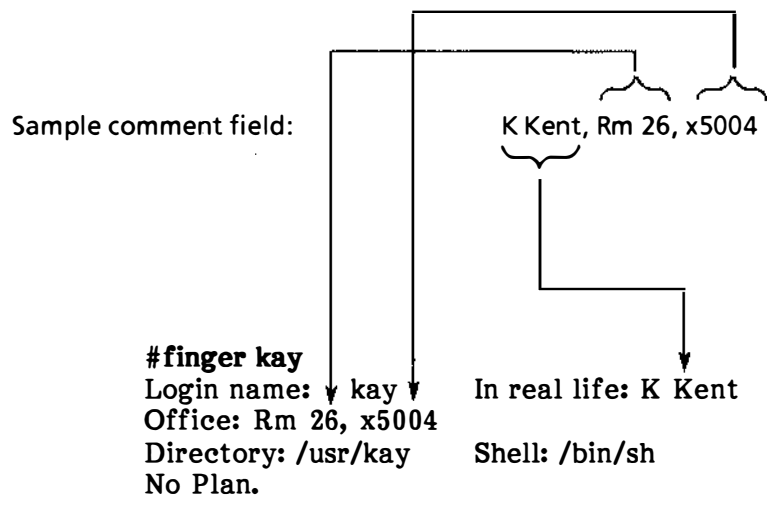 Sample comment field: K Kent, Rm 26, x5004
#finger kay
Login name: kay In real life: K Kent
Office: Rm 26, x5004
Directory: /usr/kay Shell: /bin/sh
No Plan.